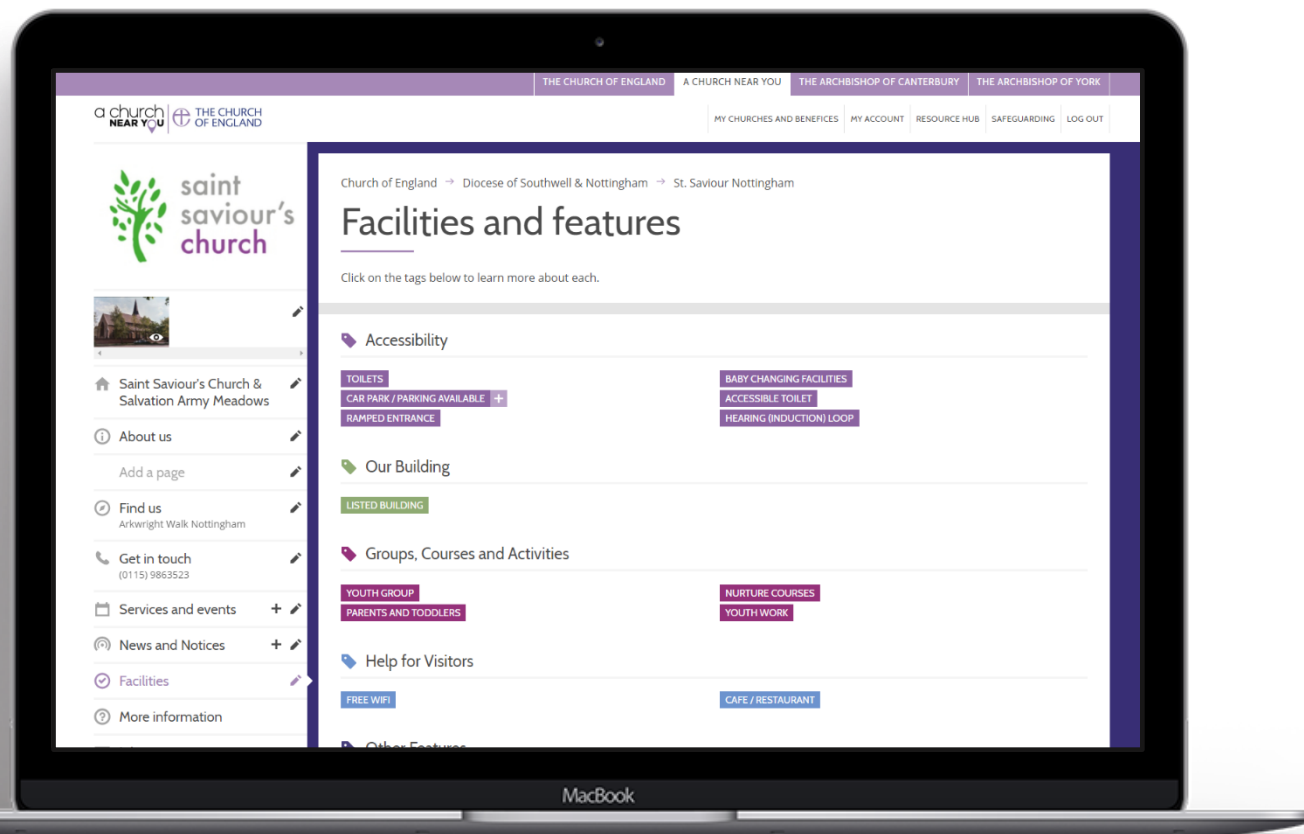 THE CHURCH OF ENGLAND A CHURCH NEAR YOU THE ARCHBISHOP OF CANTERBURY THE ARCHBISHOP OF YORK
a church
NEAR YOU
THE CHURCH
OF ENGLAND
MY CHURCHES AND BENEFICES MY ACCOUNT RESOURCE HUB SAFEGUARDING LOG OUT
saint
saviour's
church
Saint Saviour's Church &
Salvation Army Meadows
About us
Add a page
Find us
Arkwright Walk Nottingham
Get in touch
(0115) 9863523
Services and events
News and Notices
Facilities
More information
Church of England → Diocese of Southwell & Nottingham → St. Saviour Nottingham
Facilities and features
Click on the tags below to learn more about each.
Accessibility
TOILETS
CAR PARK / PARKING AVAILABLE +
RAMPED ENTRANCE
BABY CHANGING FACILITIES
ACCESSIBLE TOILET
HEARING (INDUCTION) LOOP
Our Building
LISTED BUILDING
Groups, Courses and Activities
YOUTH GROUP
PARENTS AND TODDLERS
NURTURE COURSES
YOUTH WORK
Help for Visitors
FREE WIFI
CAFE / RESTAURANT
Other Features
MacBook